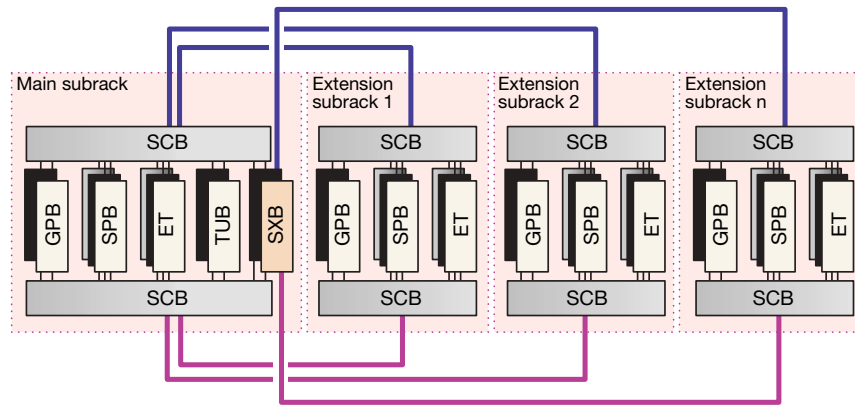 Main subrack
Extension
subrack 1
Extension
subrack 2
Extension
subrack n
SCB
SCB
SCB
SCB
GPB
SPB
ET
TUB
SXB
GPB
SPB
ET
GPB
SPB
ET
GPB
SPB
ET
SCB
SCB
SCB
SCB